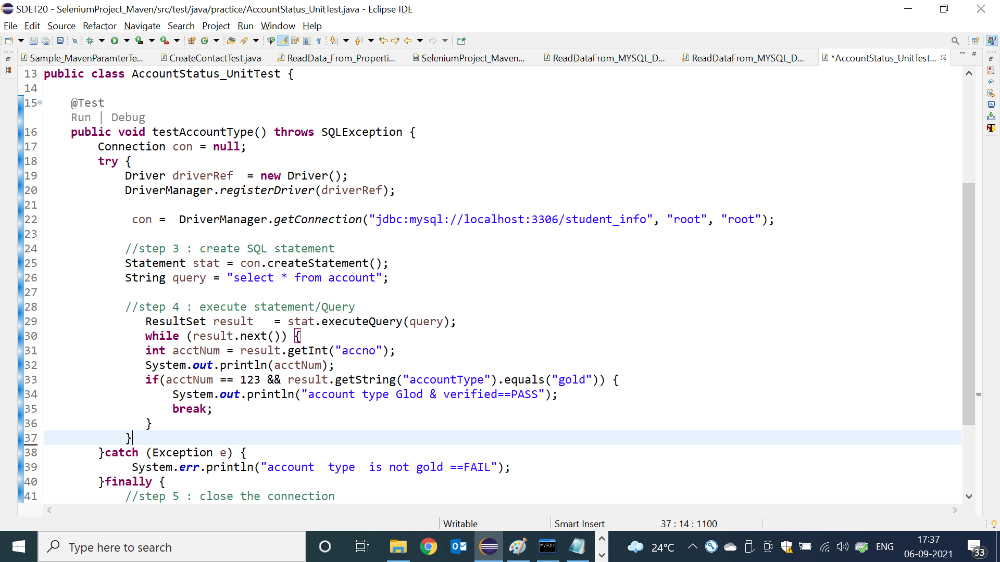 SDET20 - SeleniumProject_Maven/src/test/java/practice/AccountStatus_UnitTest.java - Eclipse IDE
File Edit Source Refactor Navigate Search Project Run Window Help
Sample_MavenParamterTe... CreateContactTest.java ReadData_From_Properti... SeleniumProject_Maven... ReadDataFrom_MYSQL_D... ReadDataFrom_MYSQL_D... *AccountStatus_UnitTest...
13 public class AccountStatus_UnitTest {
14
15 @Test
Run | Debug
16 public void testAccountType() throws SQLException {
17 Connection con = null;
18 try {
19 Driver driverRef = new Driver();
20 DriverManager.registerDriver(driverRef);
21
22 con = DriverManager.getConnection("jdbc:mysql://localhost:3306/student_info", "root", "root");
23
24 //step 3 : create SQL statement
25 Statement stat = con.createStatement();
26 String query = "select * from account";
27
28 //step 4 : execute statement/Query
29 ResultSet result = stat.executeQuery(query);
30 while (result.next()) {
31 int acctNum = result.getInt("accno");
32 System.out.println(acctNum);
33 if(acctNum == 123 && result.getString("accountType").equals("gold")) {
34 System.out.println("account type Glod & verified==PASS");
35 break;
36 }
37 }
38 }catch (Exception e) {
39 System.err.println("account type is not gold ==FAIL");
40 }finally {
41 //step 5 : close the connection
Writable Smart Insert 37 : 14 : 1100
Type here to search
MySQL
24°C
ENG
17:37
06-09-2021
33